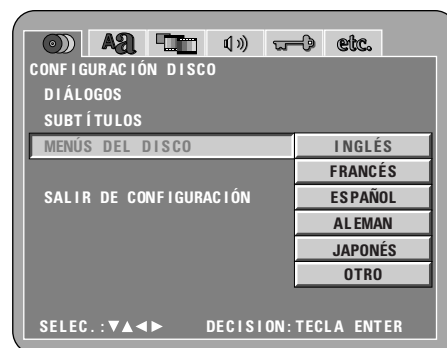 Aa etc.
CONFIGURACIÓN DISCO
DIÁLOGOS
SUBTÍTULOS
MENÚS DEL DISCO INGLÉS
FRANCÉS
SALIR DE CONFIGURACIÓN ESPAÑOL
ALEMAN
JAPONÉS
OTRO
SELEC.:▼▲◄► DECISION:TECLA ENTER